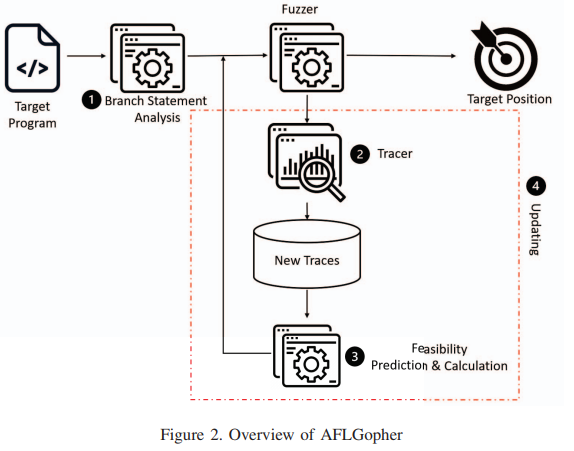 Fuzzer
</>
Target
Program
1 Branch Statement
Analysis
Target Position
2 Tracer
4 Updating
New Traces
3 Feasibility
Prediction & Calculation
Figure 2. Overview of AFLGopher